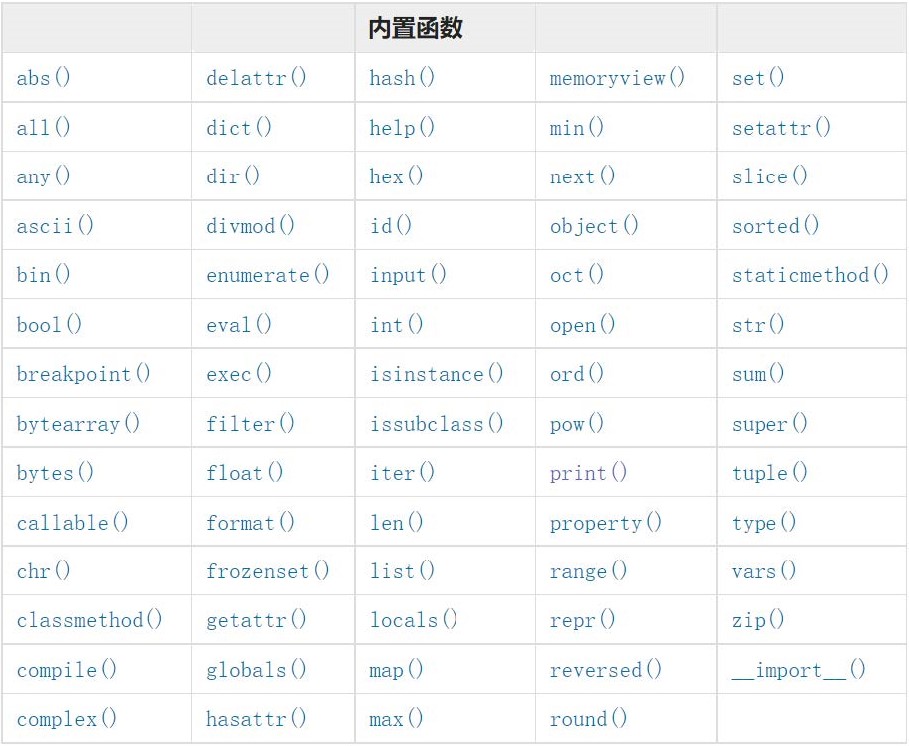 内置函数
abs() delattr() hash() memoryview() set()
all() dict() help() min() setattr()
any() dir() hex() next() slice()
ascii() divmod() id() object() sorted()
bin() enumerate() input() oct() staticmethod()
bool() eval() int() open() str()
breakpoint() exec() isinstance() ord() sum()
bytearray() filter() issubclass() pow() super()
bytes() float() iter() print() tuple()
callable() format() len() property() type()
chr() frozenset() list() range() vars()
classmethod() getattr() locals() repr() zip()
compile() globals() map() reversed() __import__()
complex() hasattr() max() round()